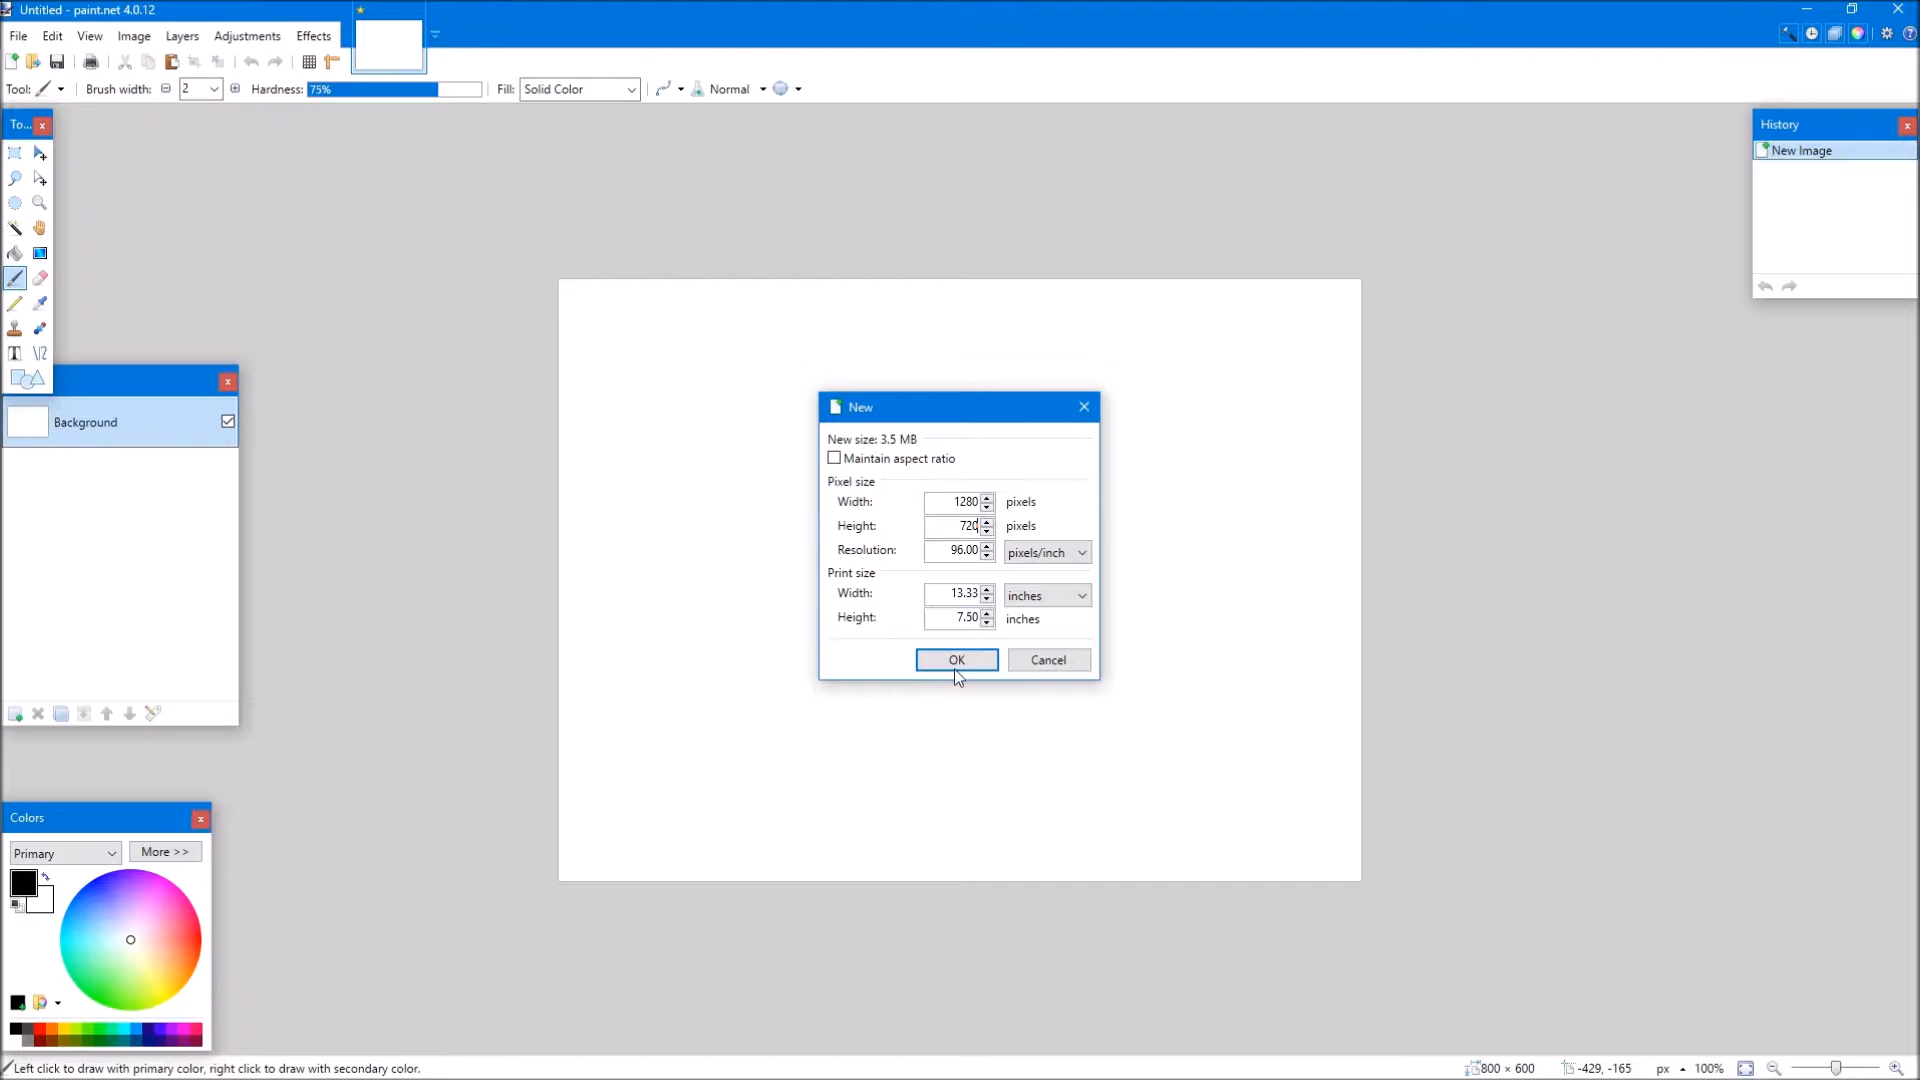 Untitled - paint.net 4.0.12
File Edit View Image Layers Adjustments Effects
Tool: Brush width: 2 Hardness: 75% Fill: Solid Color Normal
To...
History
New Image
Background
New
New size: 3.5 MB
Maintain aspect ratio
Pixel size
Width: 1280 pixels
Height: 720 pixels
Resolution: 96.00 pixels/inch
Print size
Width: 13.33 inches
Height: 7.50 inches
OK Cancel
Colors
Primary More >>
Left click to draw with primary color, right click to draw with secondary color.
800 × 600 -429, -165 px 100%